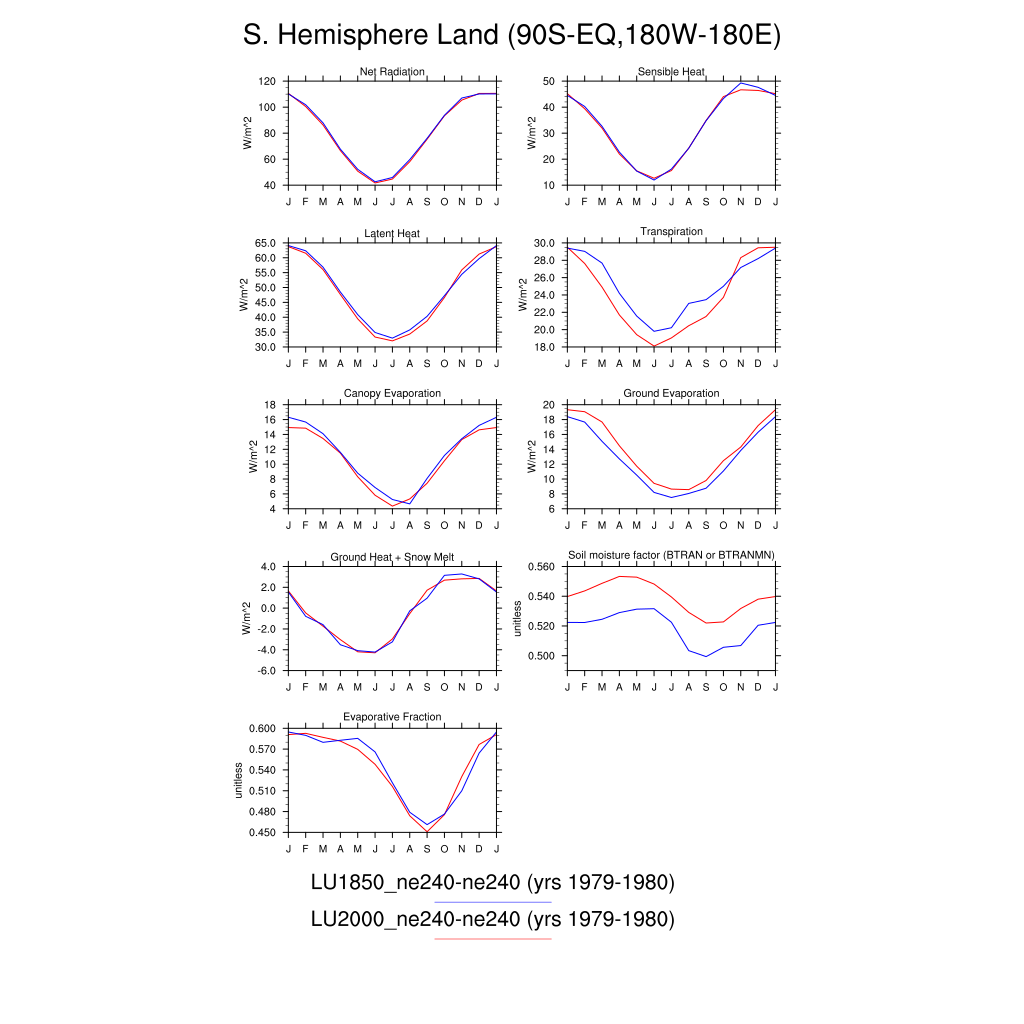 S. Hemisphere Land (90S-EQ,180W-180E)
Net Radiation
W/m^2
120
100
80
60
40
J F M A M J J A S O N D J
Sensible Heat
W/m^2
50
40
30
20
10
J F M A M J J A S O N D J
Latent Heat
W/m^2
65.0
60.0
55.0
50.0
45.0
40.0
35.0
30.0
J F M A M J J A S O N D J
Transpiration
W/m^2
30.0
28.0
26.0
24.0
22.0
20.0
18.0
J F M A M J J A S O N D J
Canopy Evaporation
W/m^2
18
16
14
12
10
8
6
4
J F M A M J J A S O N D J
Ground Evaporation
W/m^2
20
18
16
14
12
10
8
6
J F M A M J J A S O N D J
Ground Heat + Snow Melt
W/m^2
4.0
2.0
0.0
-2.0
-4.0
-6.0
J F M A M J J A S O N D J
Soil moisture factor (BTRAN or BTRANMN)
unitless
0.560
0.540
0.520
0.500
J F M A M J J A S O N D J
Evaporative Fraction
unitless
0.600
0.570
0.540
0.510
0.480
0.450
J F M A M J J A S O N D J
LU1850_ne240-ne240 (yrs 1979-1980)
LU2000_ne240-ne240 (yrs 1979-1980)